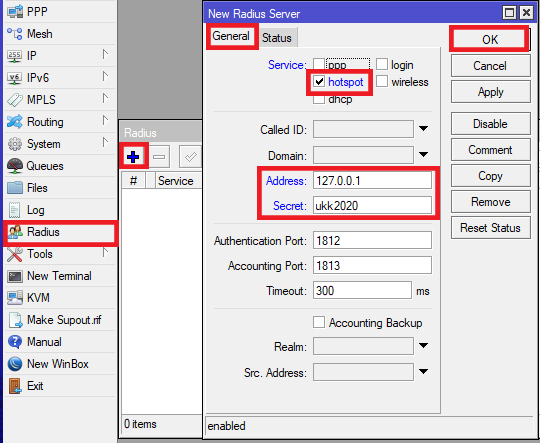 PPP
Mesh
IP
IPv6
MPLS
Routing
System
Queues
Files
Log
Radius
Tools
New Terminal
KVM
Make Supout.rif
Manual
New WinBox
Exit
Radius
# Service
0 items
New Radius Server
General Status
Service: ppp login
hotspot wireless
dhcp
Called ID:
Domain:
Address: 127.0.0.1
Secret: ukk2020
Authentication Port: 1812
Accounting Port: 1813
Timeout: 300 ms
Accounting Backup
Realm:
Src. Address:
enabled
OK
Cancel
Apply
Disable
Comment
Copy
Remove
Reset Status